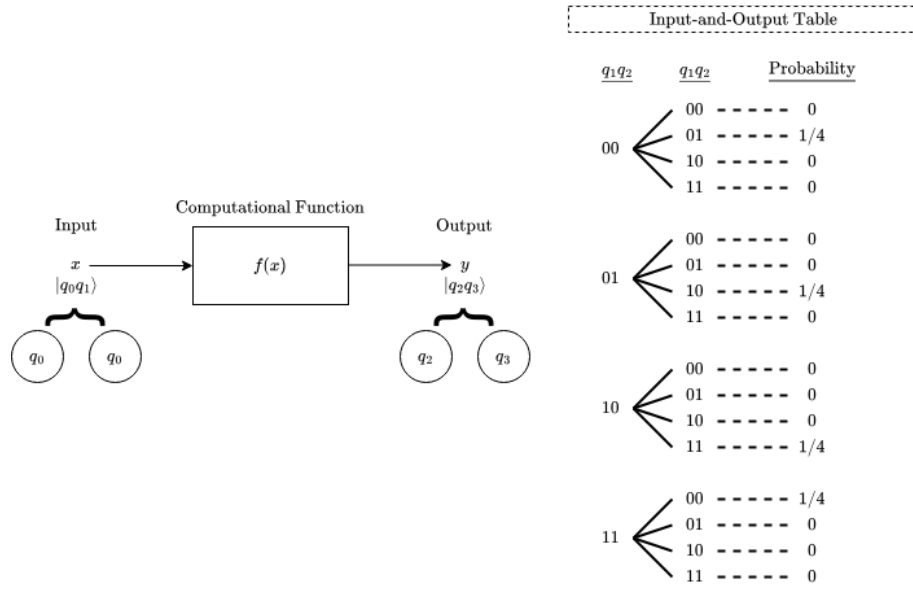 Input-and-Output Table
q₁q₂ q₁q₂ Probability
00
00 0
01 1/4
10 0
11 0
01
00 0
01 0
10 1/4
11 0
10
00 0
01 0
10 0
11 1/4
11
00 1/4
01 0
10 0
11 0
Computational Function
Input
x
|q₀q₁⟩
q₀ q₀
f(x)
Output
y
|q₂q₃⟩
q₂ q₃